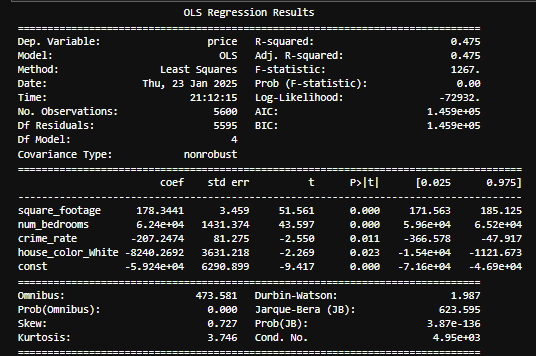 OLS Regression Results
==============================================================================
Dep. Variable: price R-squared: 0.475
Model: OLS Adj. R-squared: 0.475
Method: Least Squares F-statistic: 1267.
Date: Thu, 23 Jan 2025 Prob (F-statistic): 0.00
Time: 21:12:15 Log-Likelihood: -72932.
No. Observations: 5600 AIC: 1.459e+05
Df Residuals: 5595 BIC: 1.459e+05
Df Model: 4
Covariance Type: nonrobust
=====================================================================================
coef std err t P>|t| [0.025 0.975]
-------------------------------------------------------------------------------------
square_footage 178.3441 3.459 51.561 0.000 171.563 185.125
num_bedrooms 6.24e+04 1431.374 43.597 0.000 5.96e+04 6.52e+04
crime_rate -207.2474 81.275 -2.550 0.011 -366.578 -47.917
house_color_White -8240.2692 3631.218 -2.269 0.023 -1.54e+04 -1121.673
const -5.924e+04 6290.899 -9.417 0.000 -7.16e+04 -4.69e+04
==============================================================================
Omnibus: 473.581 Durbin-Watson: 1.987
Prob(Omnibus): 0.000 Jarque-Bera (JB): 623.595
Skew: 0.727 Prob(JB): 3.87e-136
Kurtosis: 3.746 Cond. No. 4.95e+03
==============================================================================